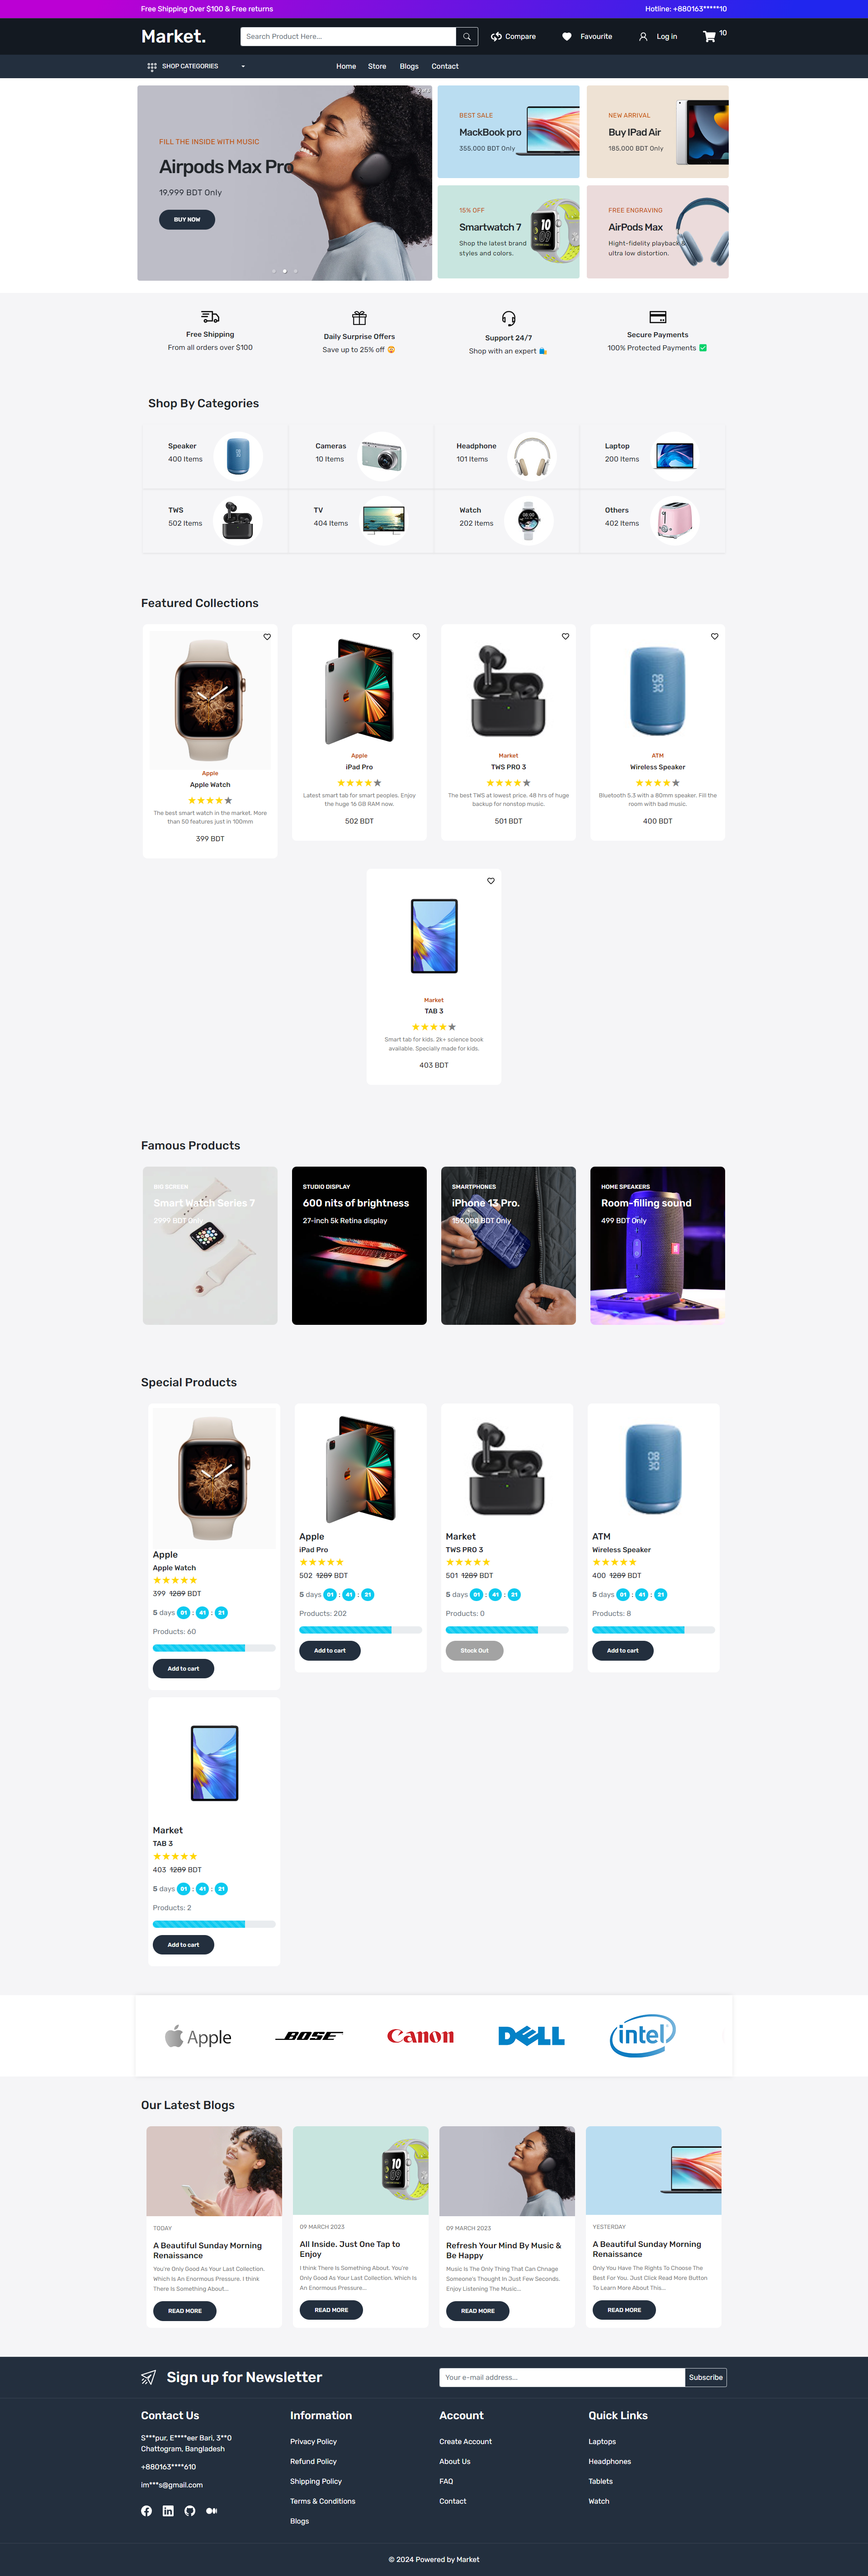 Free Shipping Over $100 & Free returns
Hotline: +880163*****10
Market.
Search Product Here...
Compare
Favourite
Log in
10
SHOP CATEGORIES
Home
Store
Blogs
Contact
FILL THE INSIDE WITH MUSIC
Airpods Max Pro
19,999 BDT Only
BUY NOW
BEST SALE
MackBook pro
355,000 BDT Only
NEW ARRIVAL
Buy IPad Air
185,000 BDT Only
15% OFF
Smartwatch 7
Shop the latest brand
styles and colors.
FREE ENGRAVING
AirPods Max
Hight-fidelity playback &
ultra low distortion.
Free Shipping
From all orders over $100
Daily Surprise Offers
Save up to 25% off 🤑
Support 24/7
Shop with an expert 🛍️
Secure Payments
100% Protected Payments ✅
Shop By Categories
Speaker
400 Items
Cameras
10 Items
Headphone
101 Items
Laptop
200 Items
TWS
502 Items
TV
404 Items
Watch
202 Items
Others
402 Items
Featured Collections
Apple
Apple Watch
The best smart watch in the market. More
than 50 features just in 100mm
399 BDT
Apple
iPad Pro
Latest smart tab for smart peoples, Enjoy
the huge 16 GB RAM now.
502 BDT
Market
TWS PRO 3
The best TWS at lowest price. 48 hrs of huge
backup for nonstop music.
501 BDT
ATM
Wireless Speaker
Bluetooth 5.3 with a 80mm speaker. Fill the
room with bad music.
400 BDT
Market
TAB 3
Smart tab for kids. 2k+ science book
available. Specially made for kids.
403 BDT
Famous Products
BIG SCREEN
Smart Watch Series 7
2999 BDT Only
STUDIO DISPLAY
600 nits of brightness
27-inch 5k Retina display
SMARTPHONES
iPhone 13 Pro.
159,000 BDT Only
HOME SPEAKERS
Room-filling sound
499 BDT Only
Special Products
Apple
Apple Watch
399 1289 BDT
5 days 01 : 41 : 21
Products: 60
Add to cart
Apple
iPad Pro
502 1289 BDT
5 days 01 : 41 : 21
Products: 202
Add to cart
Market
TWS PRO 3
501 1289 BDT
5 days 01 : 41 : 21
Products: 0
Stock Out
ATM
Wireless Speaker
400 1289 BDT
5 days 01 : 41 : 21
Products: 8
Add to cart
Market
TAB 3
403 1289 BDT
5 days 01 : 41 : 21
Products: 2
Add to cart
Apple
BOSE
Canon
DELL
intel
Our Latest Blogs
TODAY
A Beautiful Sunday Morning
Renaissance
You're Only Good As Your Last Collection,
Which Is An Enormous Pressure. I think
There Is Something About...
READ MORE
09 MARCH 2023
All Inside. Just One Tap to
Enjoy
I think There Is Something About. You're
Only Good As Your Last Collection, Which Is
An Enormous Pressure...
READ MORE
09 MARCH 2023
Refresh Your Mind By Music &
Be Happy
Music Is The Only Thing That Can Chnage
Someone's Thought In Just Few Seconds.
Enjoy Listening The Music...
READ MORE
YESTERDAY
A Beautiful Sunday Morning
Renaissance
Only You Have The Rights To Choose The
Best For You. Just Click Read More Button
To Learn More About This...
READ MORE
Sign up for Newsletter
Your e-mail address...
Subscribe
Contact Us
S***pur, E****eer Bari, 3**0
Chattogram, Bangladesh
+880163****610
im***s@gmail.com
Information
Privacy Policy
Refund Policy
Shipping Policy
Terms & Conditions
Blogs
Account
Create Account
About Us
FAQ
Contact
Quick Links
Laptops
Headphones
Tablets
Watch
© 2024 Powered by Market